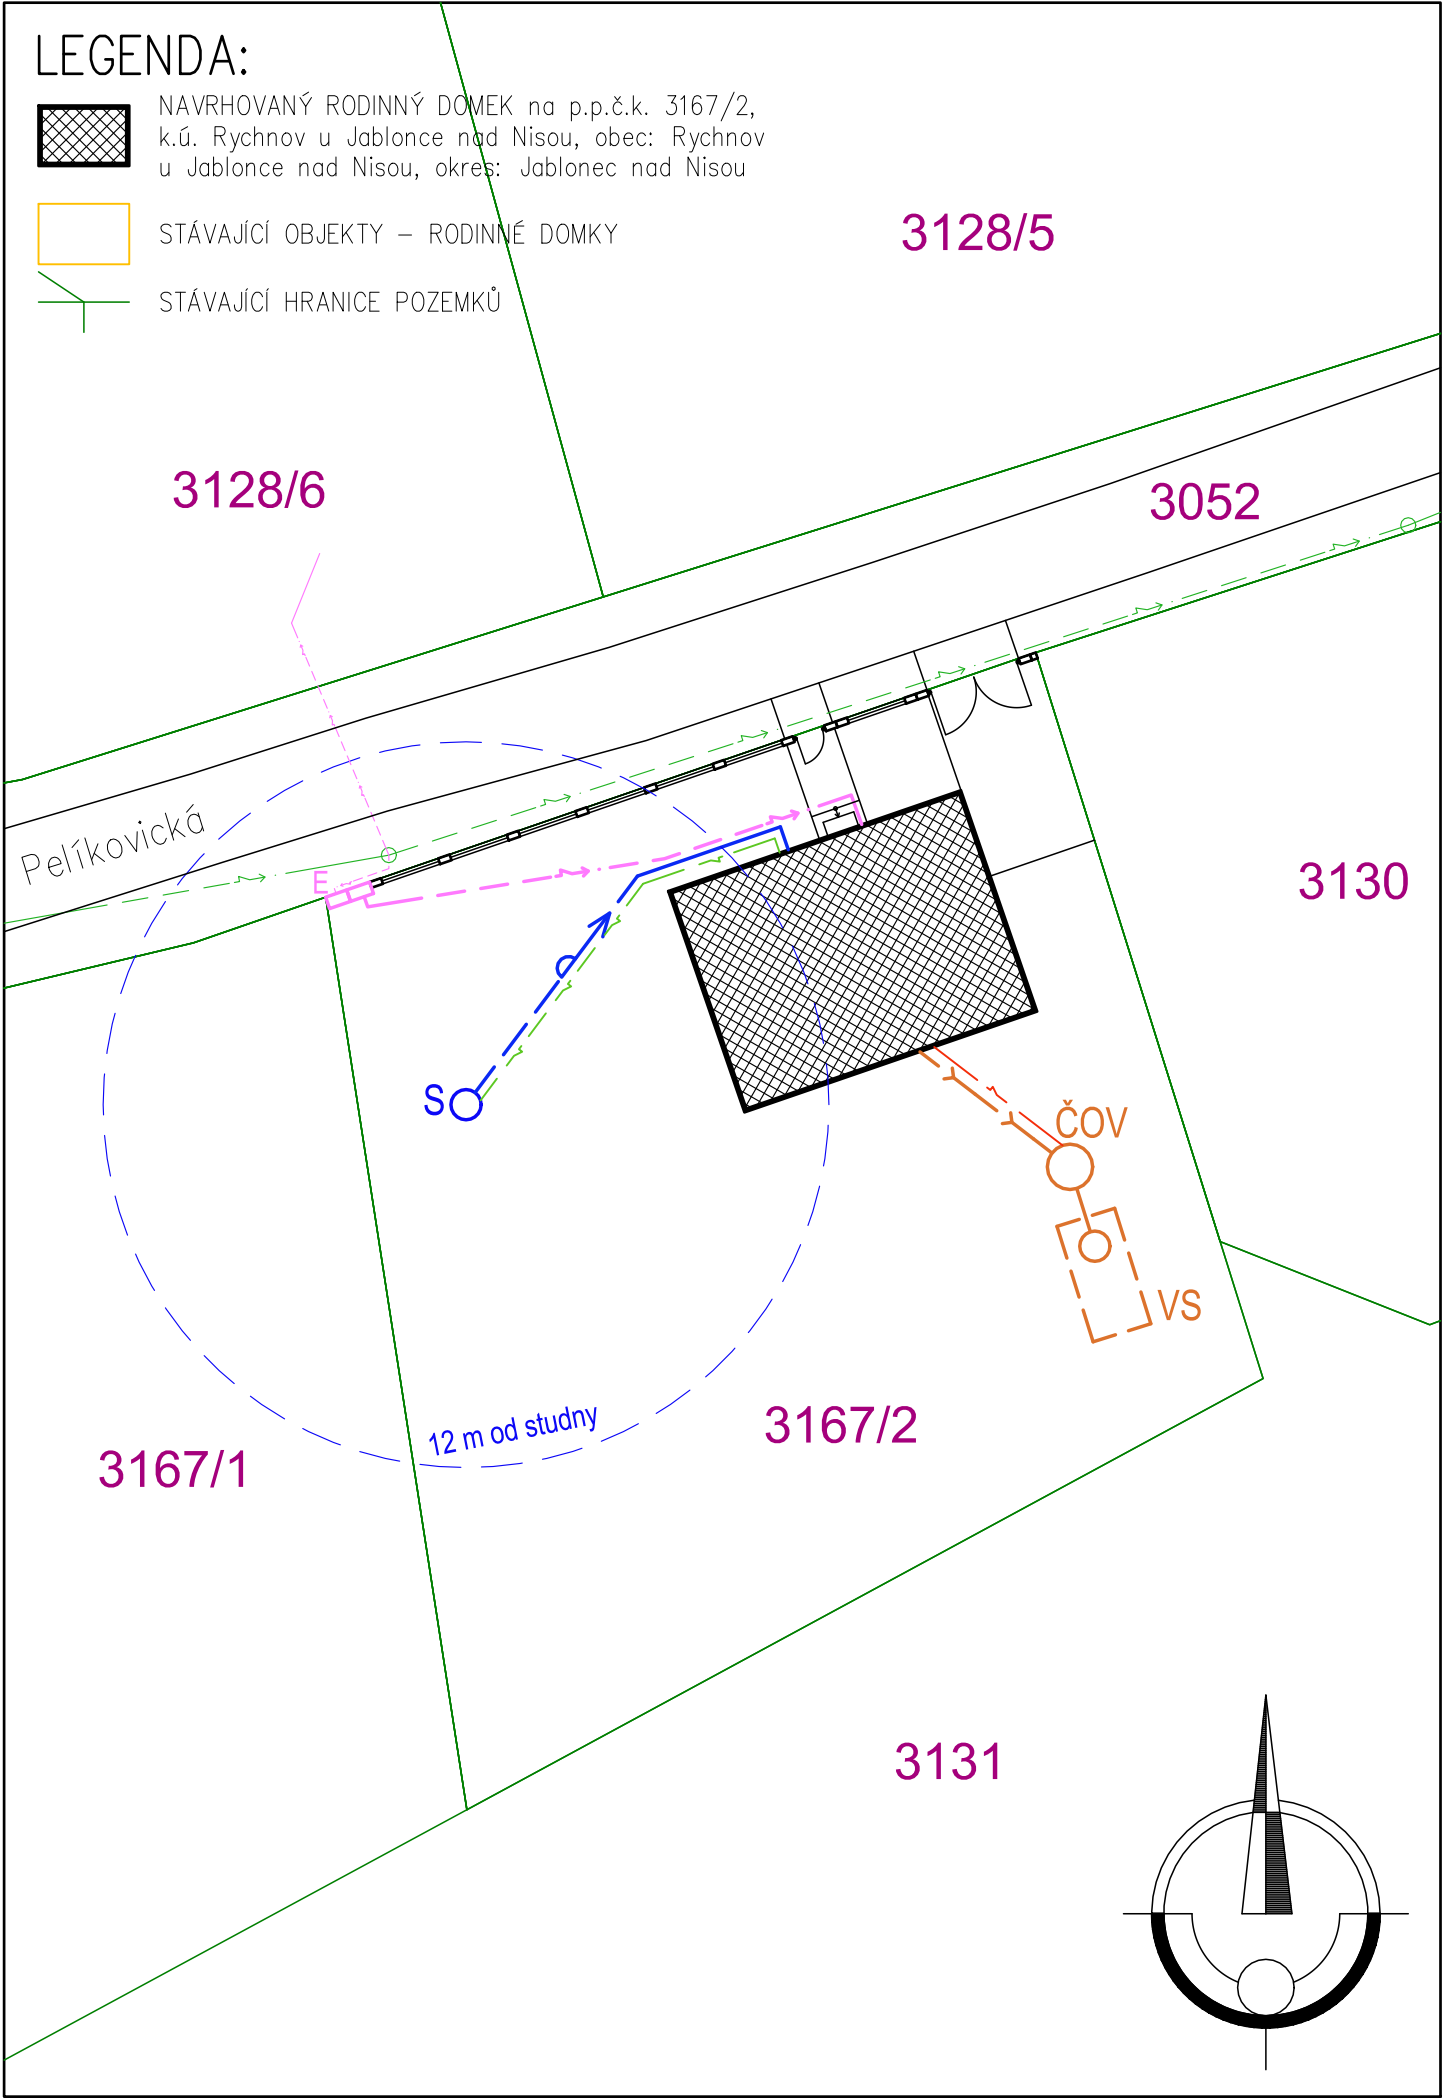 LEGENDA:
NAVRHOVANÝ RODINNÝ DOMEK na p.p.č.k. 3167/2,
k.ú. Rychnov u Jablonce nad Nisou, obec: Rychnov
u Jablonce nad Nisou, okres: Jablonec nad Nisou
STÁVAJÍCÍ OBJEKTY – RODINNÉ DOMKY
STÁVAJÍCÍ HRANICE POZEMKŮ
3128/5
3128/6
3052
Pelíkovická
E
3130
S
ČOV
VS
12 m od studny
3167/2
3167/1
3131